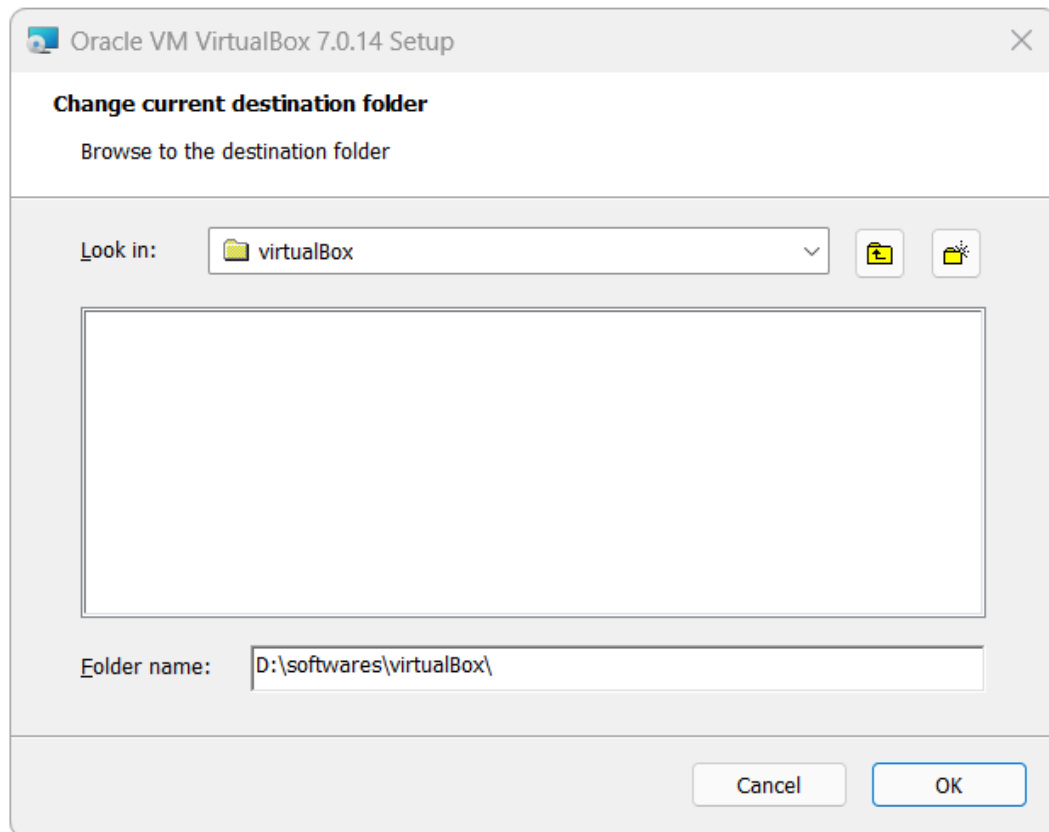 Oracle VM VirtualBox 7.0.14 Setup
Change current destination folder
Browse to the destination folder
Look in: virtualBox
Folder name: D:\softwares\virtualBox\
Cancel OK